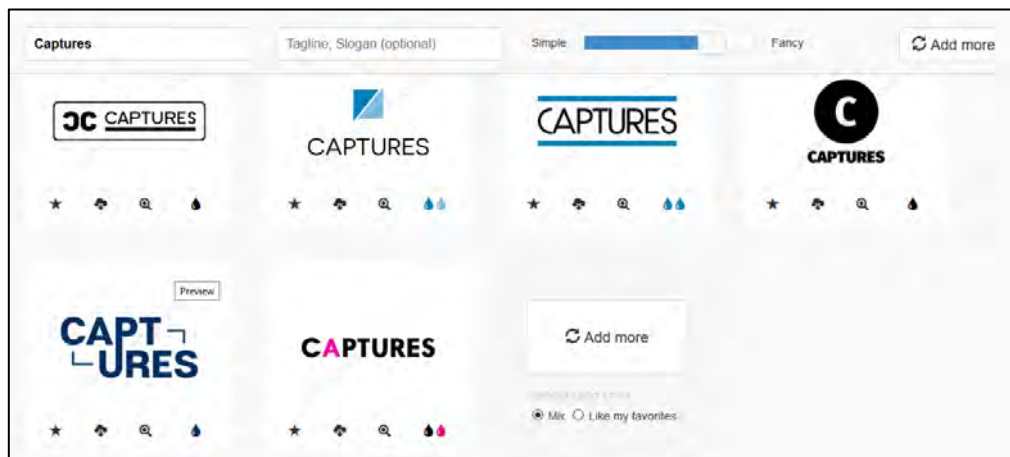 Captures
Tagline, Slogan (optional)
Simple
Fancy
Add more
ƆC CAPTURES
CAPTURES
CAPTURES
C
CAPTURES
Preview
CAPT
URES
CAPTURES
Add more
Mix
Like my favorites